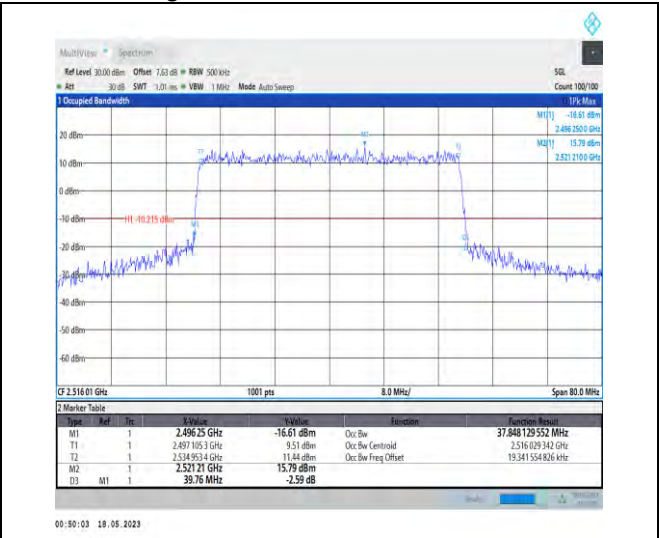 MultiView Spectrum
Ref Level 30.00 dBm Offset 7.63 dB RBW 500 kHz SGL
Att 30 dB SWT 1.01 ms VBW 1 MHz Mode Auto Sweep Count 100/100
1 Occupied Bandwidth 1Pk Max
M1[1] -16.61 dBm
2.496 2500 GHz
M2[1] 15.79 dBm
2.521 2100 GHz
20 dBm
M2
T1
10 dBm
0 dBm
-10 dBm H1 -10.215 dBm
M1
-20 dBm
-30 dBm
-40 dBm
-50 dBm
-60 dBm
CF 2.516 01 GHz 1001 pts 8.0 MHz/ Span 80.0 MHz
2 Marker Table
Type Ref Trc X-Value Y-Value Function Function Result
M1 1 2.496 25 GHz -16.61 dBm Occ Bw 37.848 129 552 MHz
T1 1 2.497 105 3 GHz 9.51 dBm Occ Bw Centroid 2.516 029 342 GHz
T2 1 2.534 953 4 GHz 11.44 dBm Occ Bw Freq Offset 19.341 554 826 kHz
M2 1 2.521 21 GHz 15.79 dBm
D3 M1 1 39.76 MHz -2.59 dB
00:50:03 18.05.2023